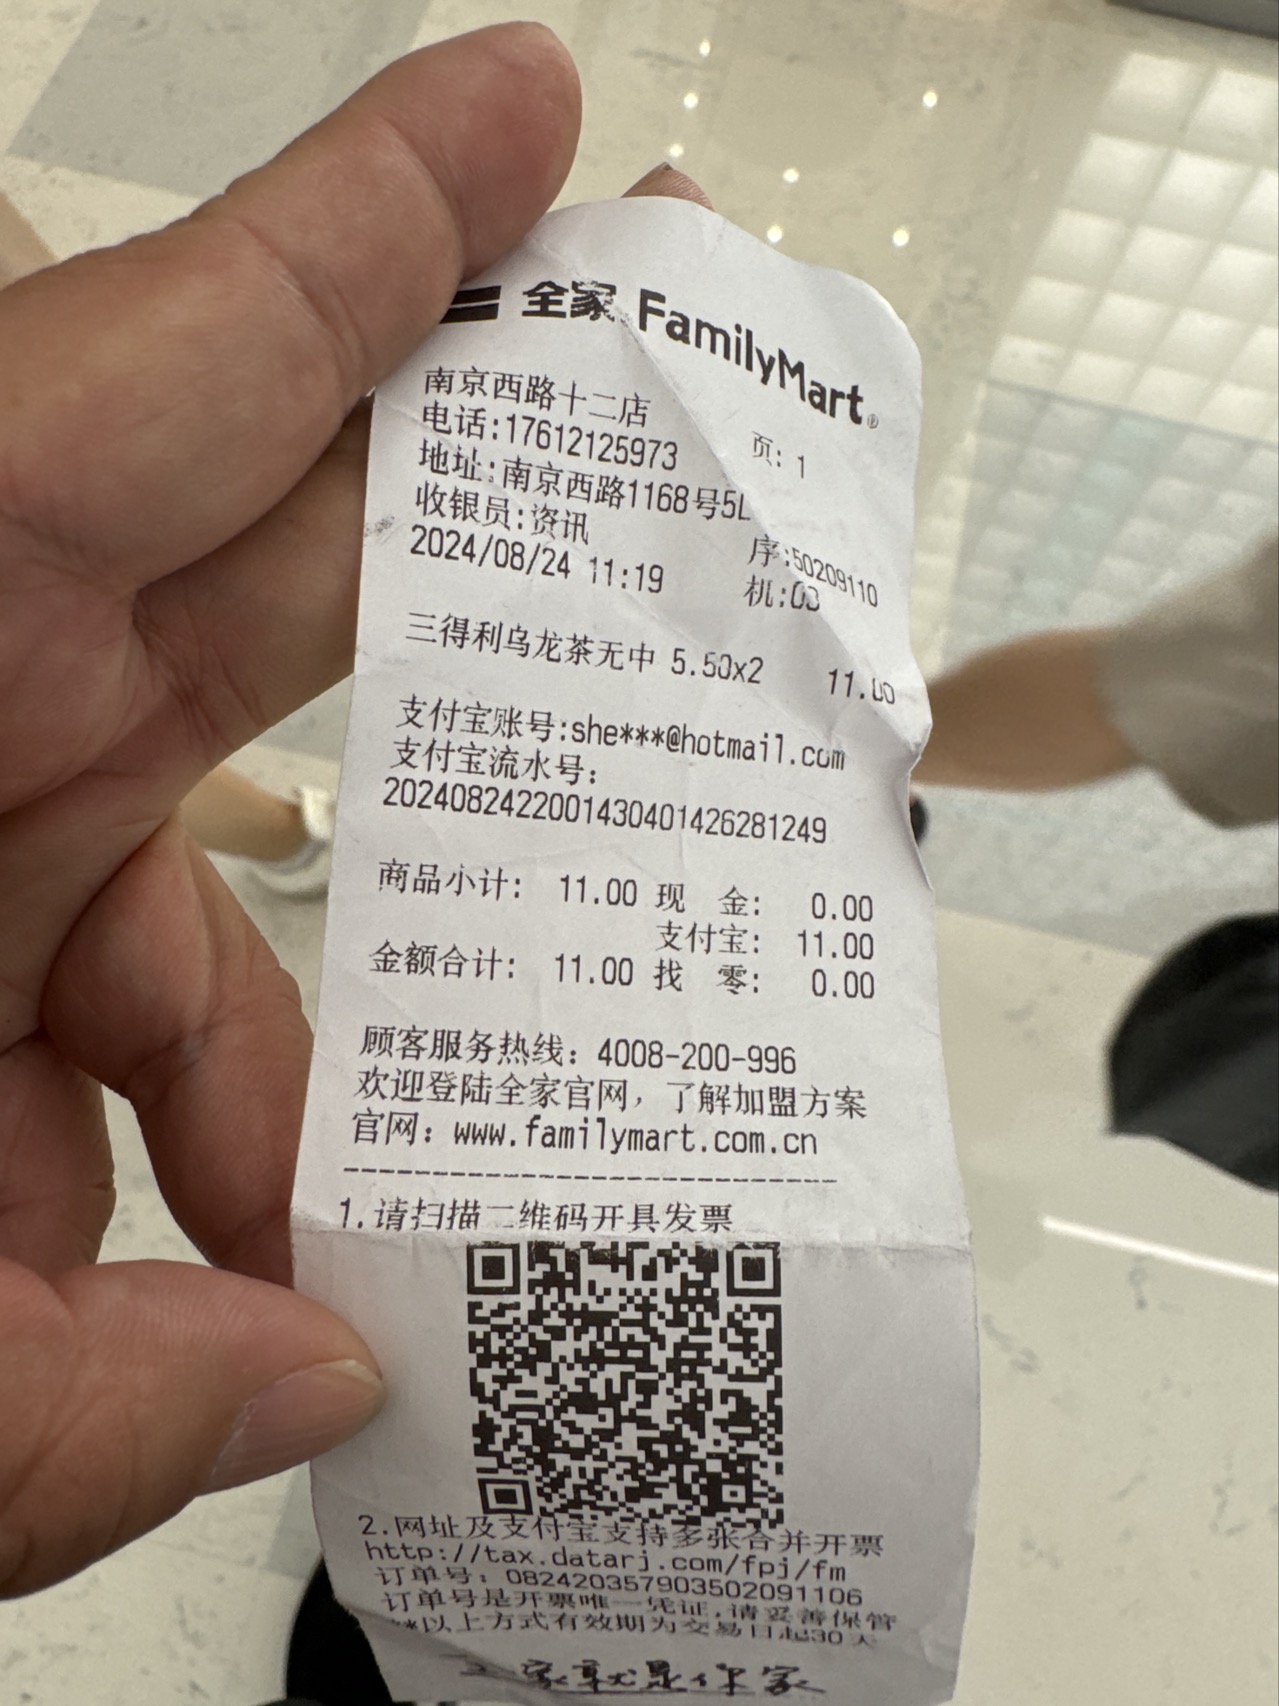 全家 FamilyMart®
南京西路十二店
电话:17612125973 页: 1
地址:南京西路1168号5L
收银员:资讯 序:50209110
2024/08/24 11:19 机:03
三得利乌龙茶无中 5.50x2 11.00
支付宝账号:she***@hotmail.com
支付宝流水号:
2024082422001430401426281249
商品小计: 11.00 现 金: 0.00
支付宝: 11.00
金额合计: 11.00 找 零: 0.00
顾客服务热线: 4008-200-996
欢迎登陆全家官网, 了解加盟方案
官网: www.familymart.com.cn
1.请扫描二维码开具发票
2.网址及支付宝支持多张合并开票
http://tax.datarj.com/fpj/fm
订单号: 0824203579035020911​06
订单号是开票唯一凭证,请妥善保管
**以上方式有效期为交易日起30天
全家就是你家